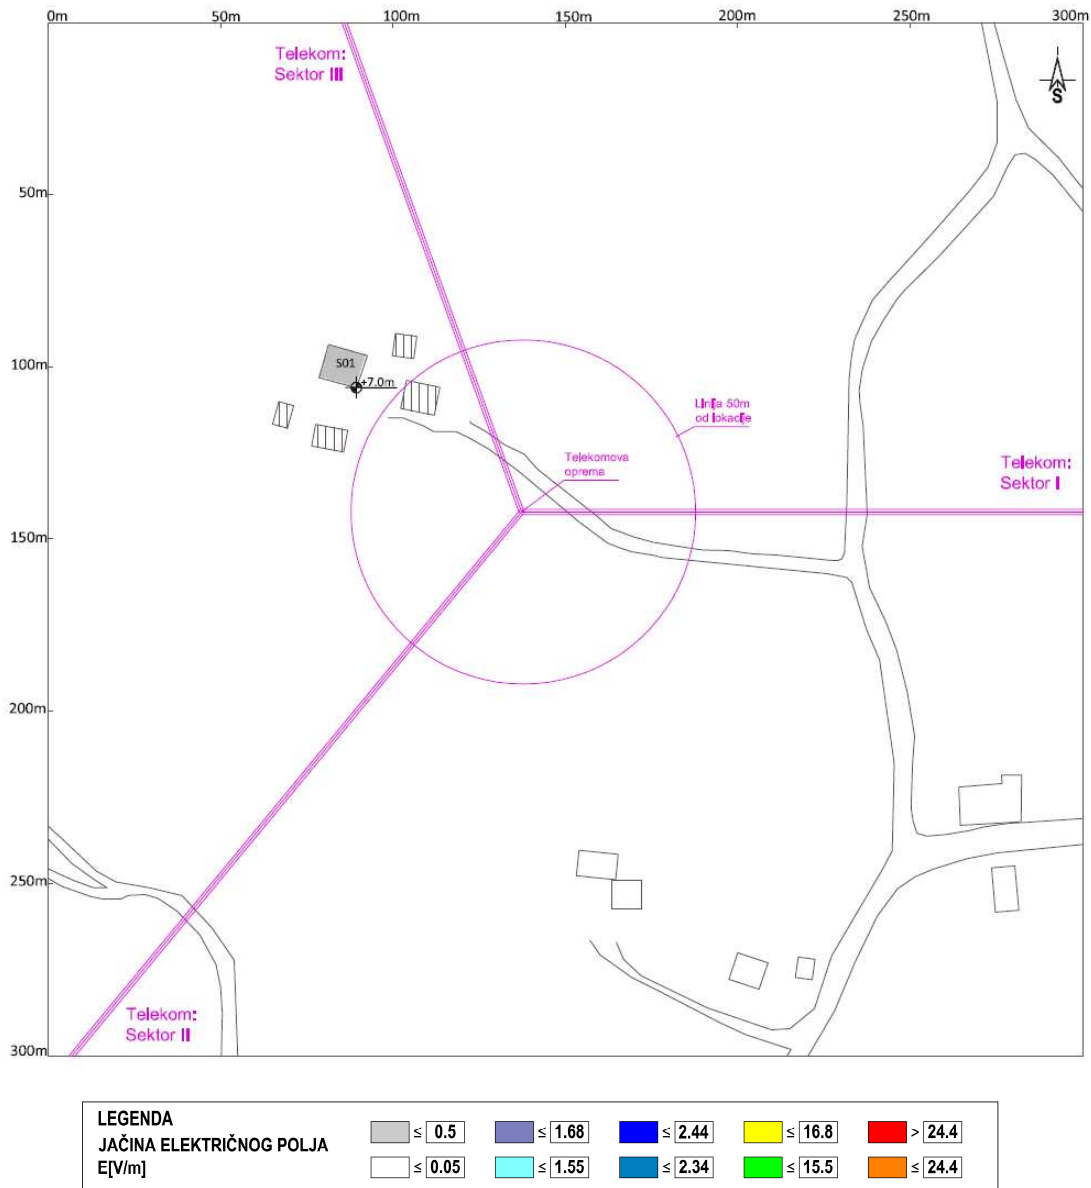 0m 50m 100m 150m 200m 250m 300m
Telekom:
Sektor III
S
50m
100m
S01
+7.0m
Linija 50m
od lokacije
Telekomova
oprema
Telekom:
Sektor I
150m
200m
250m
Telekom:
Sektor II
300m
LEGENDA
JAČINA ELEKTRIČNOG POLJA
E[V/m]
≤ 0.5 ≤ 1.68 ≤ 2.44 ≤ 16.8 > 24.4
≤ 0.05 ≤ 1.55 ≤ 2.34 ≤ 15.5 ≤ 24.4